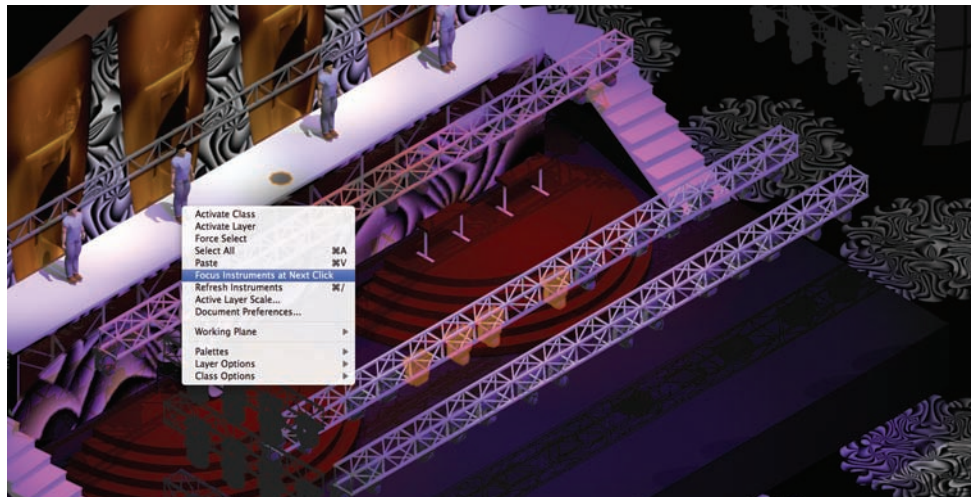 Activate Class
Activate Layer
Force Select
Select All ⌘A
Paste ⌘V
Focus Instruments at Next Click
Refresh Instruments ⌘/
Active Layer Scale...
Document Preferences...
Working Plane ▶
Palettes ▶
Layer Options ▶
Class Options ▶